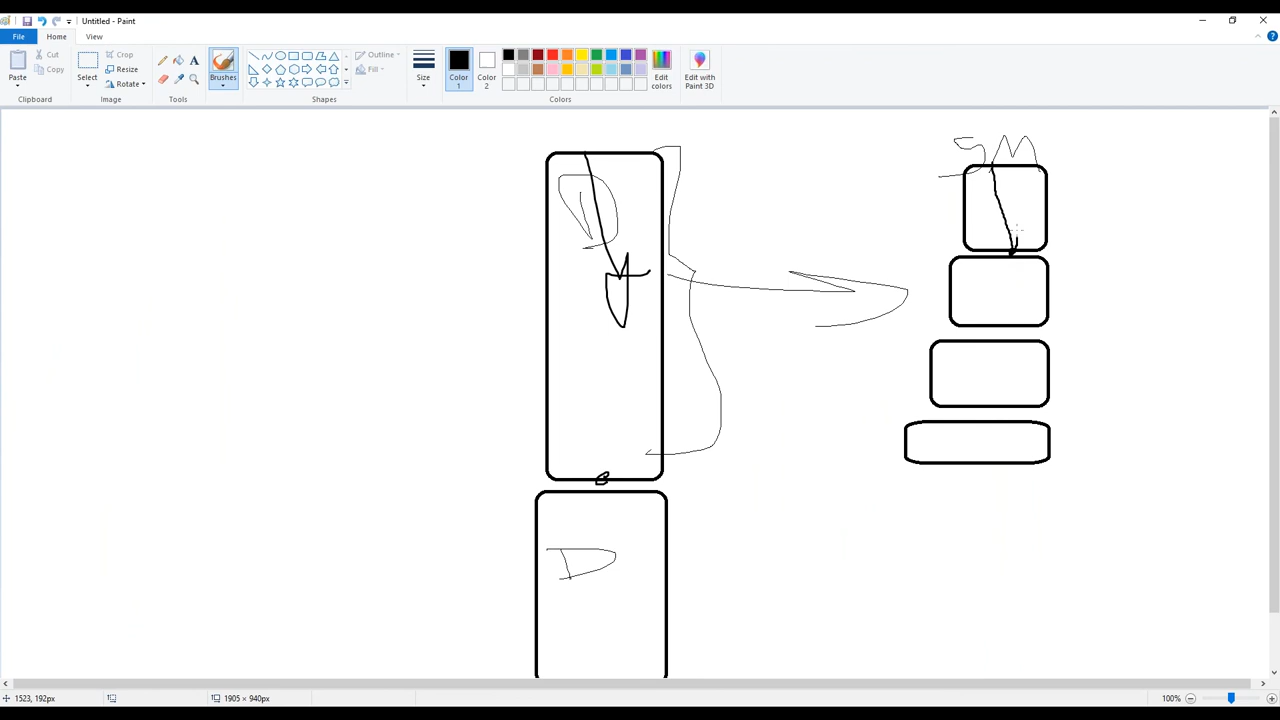 Untitled - Paint
File Home View
Paste Cut Copy Clipboard
Select Crop Resize Rotate Image
Tools
Brushes
Shapes Outline Fill
Size
Color 1 Color 2
Edit colors
Colors
Edit with Paint 3D
5M
D
D
1523, 192px 1905 × 940px 100%